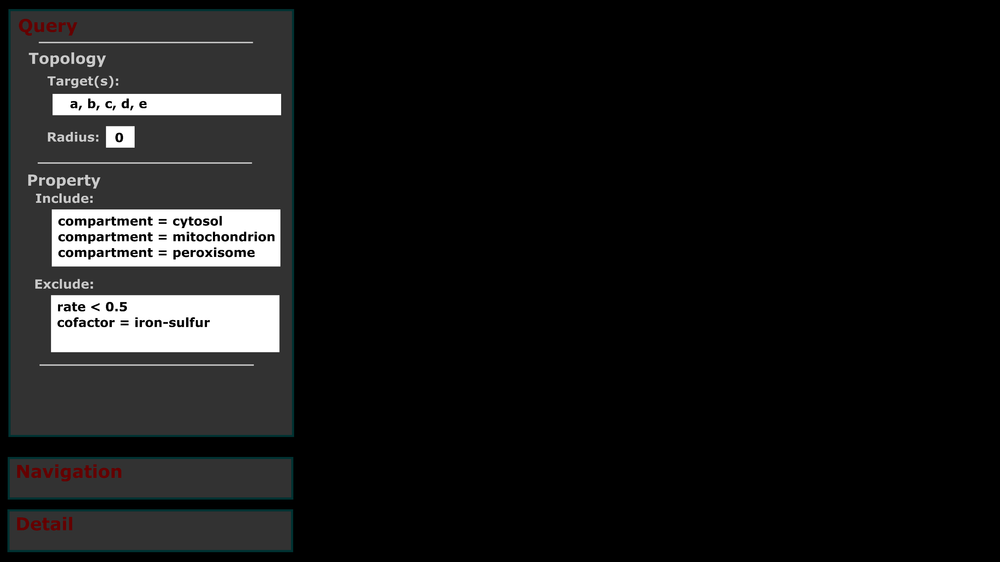 Query
Topology
Target(s):
a, b, c, d, e
Radius: 0
Property
Include:
compartment = cytosol
compartment = mitochondrion
compartment = peroxisome
Exclude:
rate < 0.5
cofactor = iron-sulfur
Navigation
Detail